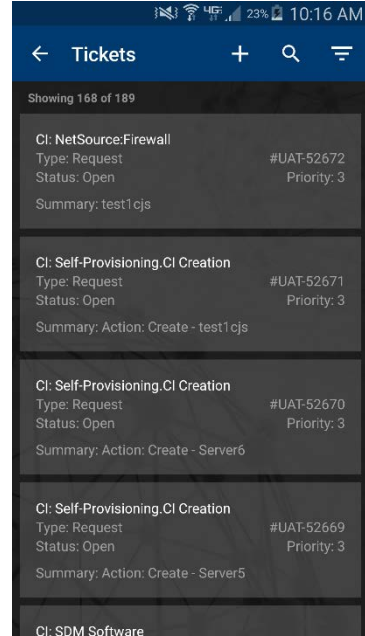 4G 23% 10:16 AM
Tickets
Showing 168 of 189
CI: NetSource:Firewall
Type: Request #UAT-52672
Status: Open Priority: 3
Summary: test1cjs
CI: Self-Provisioning.CI Creation
Type: Request #UAT-52671
Status: Open Priority: 3
Summary: Action: Create - test1cjs
CI: Self-Provisioning.CI Creation
Type: Request #UAT-52670
Status: Open Priority: 3
Summary: Action: Create - Server6
CI: Self-Provisioning.CI Creation
Type: Request #UAT-52669
Status: Open Priority: 3
Summary: Action: Create - Server5
CI: SDM Software